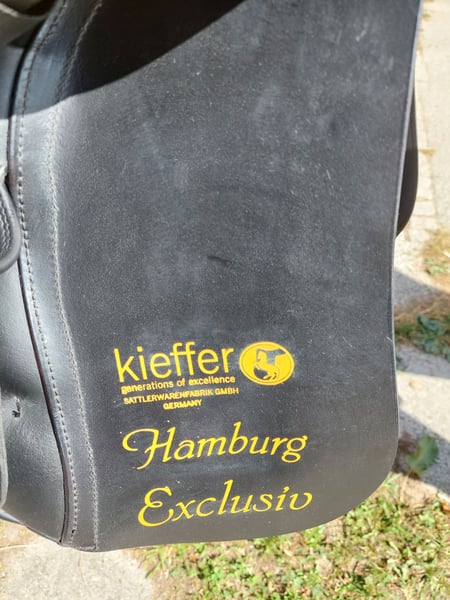 kieffer
generations of excellence
SATTLERWARENFABRIK GMBH
GERMANY
Hamburg
Exclusiv